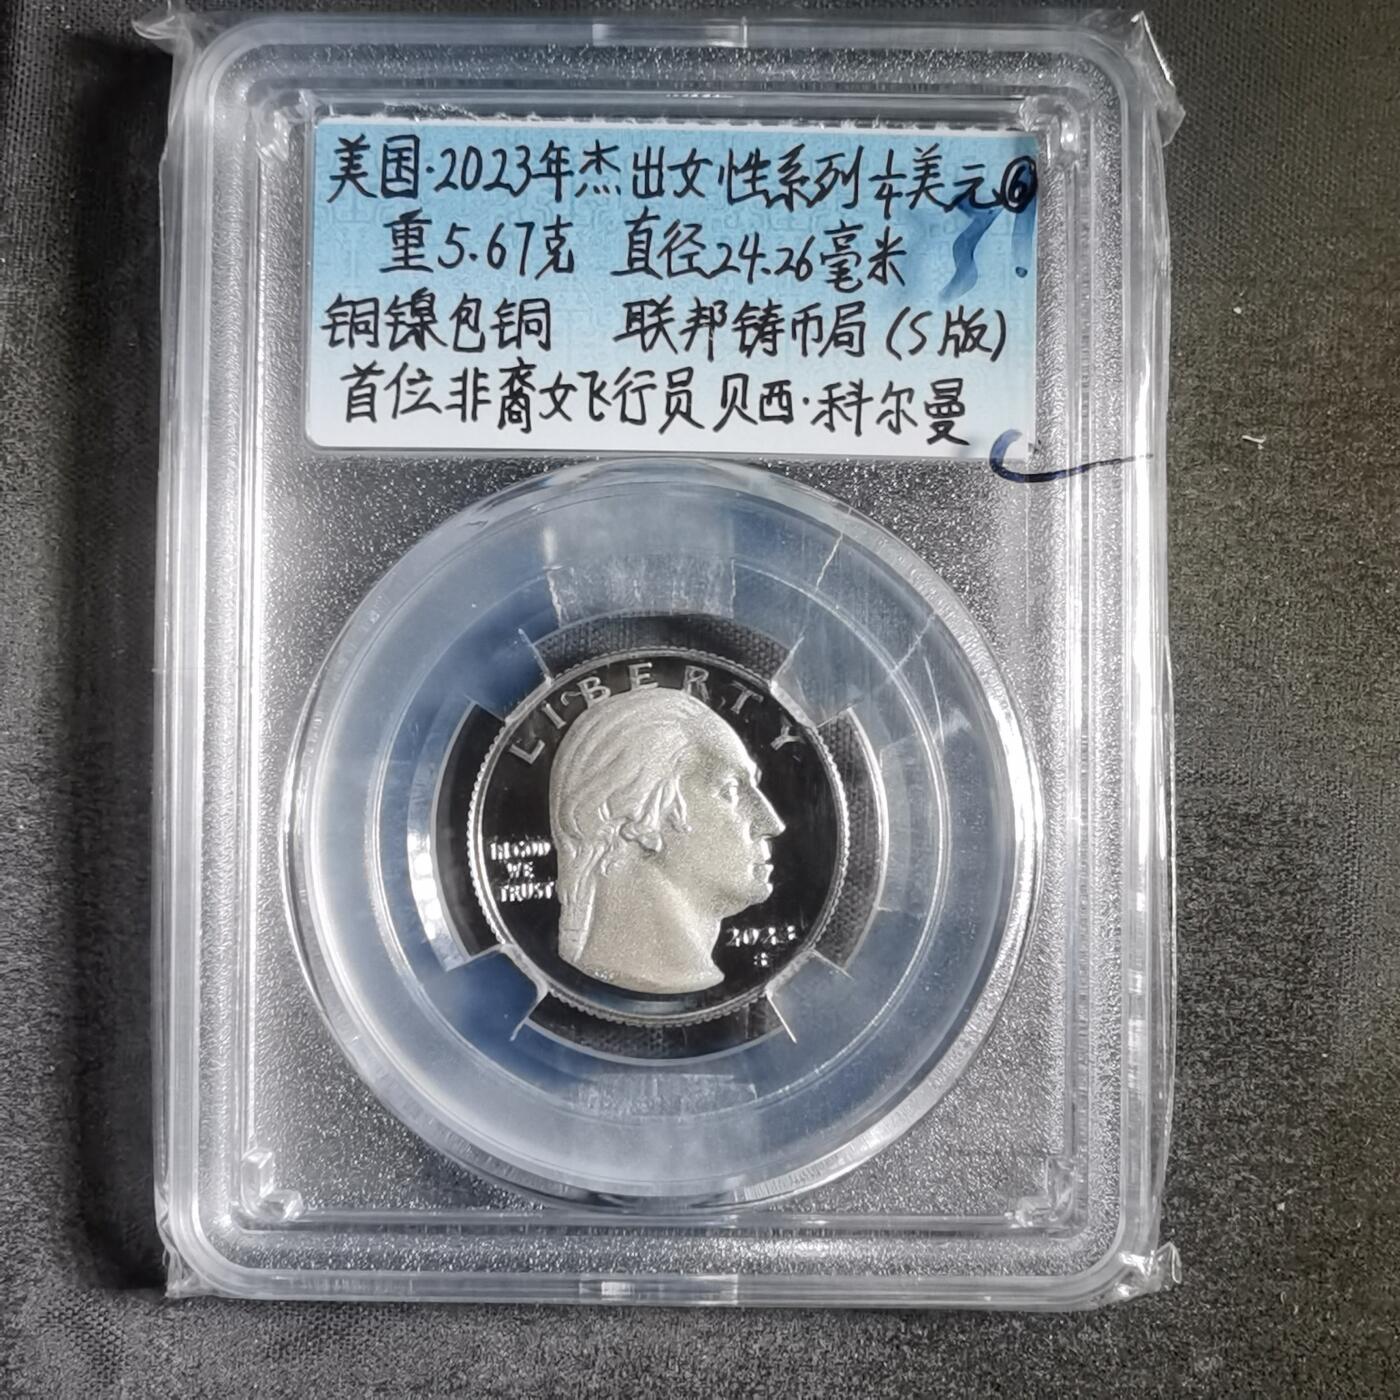 美国·2023年杰出女性系列1/4美元⑥
重5.67克 直径24.26毫米
铜镍包铜 联邦铸币局(S版)
首位非裔女飞行员贝西·科尔曼
LIBERTY
IN GOD
WE
TRUST
2023
S